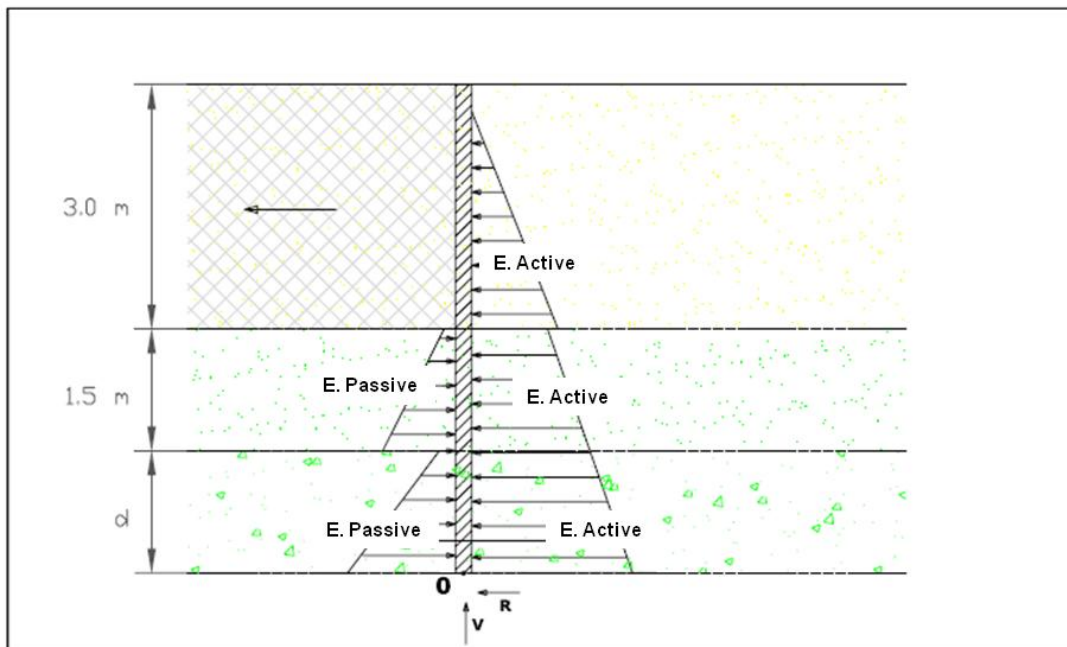 3.0 m
E. Active
E. Passive
E. Active
1.5 m
E. Passive
E. Active
d
0
R
V